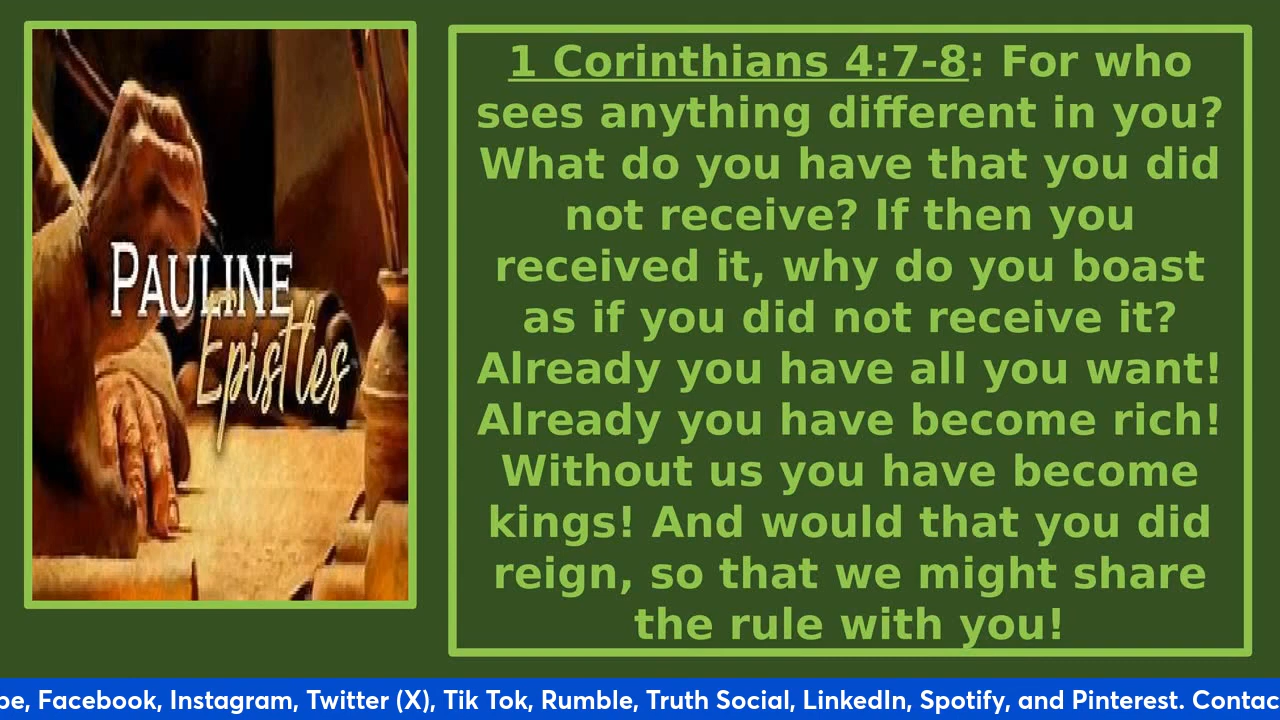 PAULINE
Epistles
1 Corinthians 4:7-8: For who
sees anything different in you?
What do you have that you did
not receive? If then you
received it, why do you boast
as if you did not receive it?
Already you have all you want!
Already you have become rich!
Without us you have become
kings! And would that you did
reign, so that we might share
the rule with you!
be, Facebook, Instagram, Twitter (X), Tik Tok, Rumble, Truth Social, LinkedIn, Spotify, and Pinterest. Contac